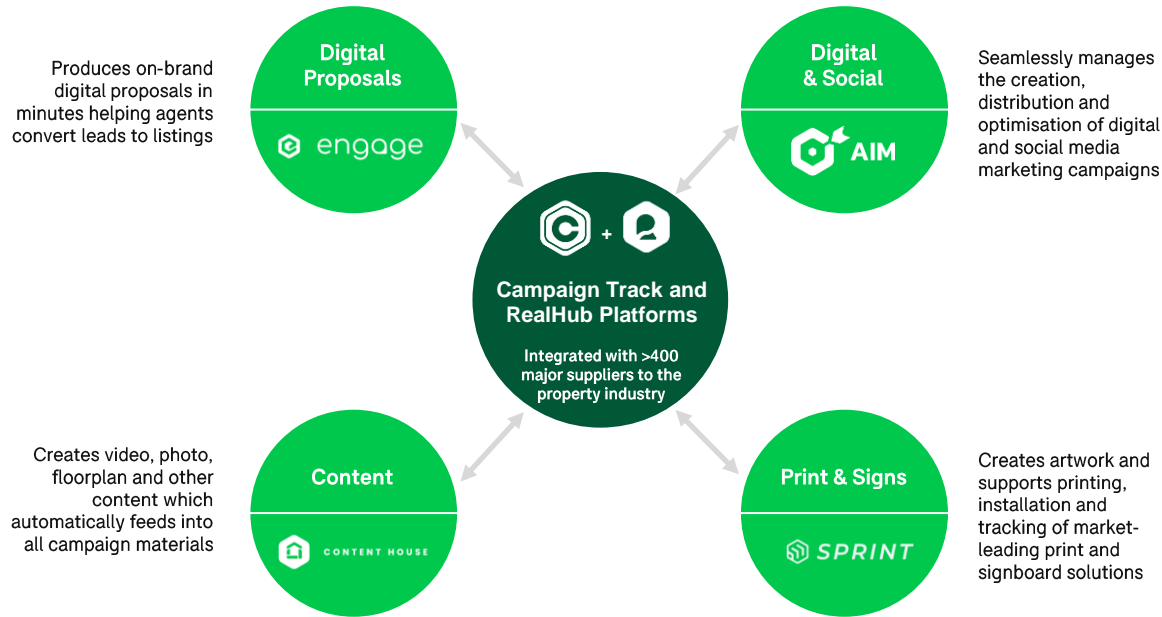 Produces on-brand
digital proposals in
minutes helping agents
convert leads to listings
Digital
Proposals
engage
Digital
& Social
AIM
Seamlessly manages
the creation,
distribution and
optimisation of digital
and social media
marketing campaigns
+
Campaign Track and
RealHub Platforms
Integrated with >400
major suppliers to the
property industry
Creates video, photo,
floorplan and other
content which
automatically feeds into
all campaign materials
Content
CONTENT HOUSE
Print & Signs
SPRINT
Creates artwork and
supports printing,
installation and
tracking of market-
leading print and
signboard solutions